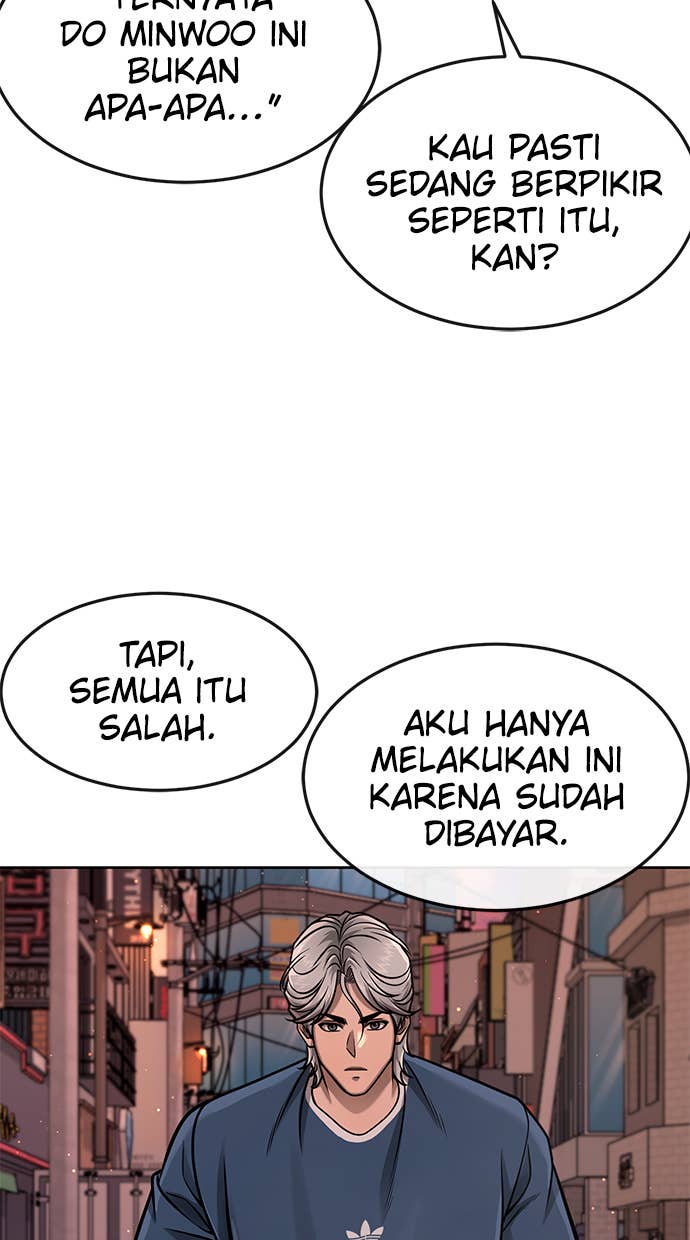 TERNYATA
DO MINWOO INI
BUKAN
APA-APA..."
KAU PASTI
SEDANG BERPIKIR
SEPERTI ITU,
KAN?
TAPI,
SEMUA ITU
SALAH.
AKU HANYA
MELAKUKAN INI
KARENA SUDAH
DIBAYAR.